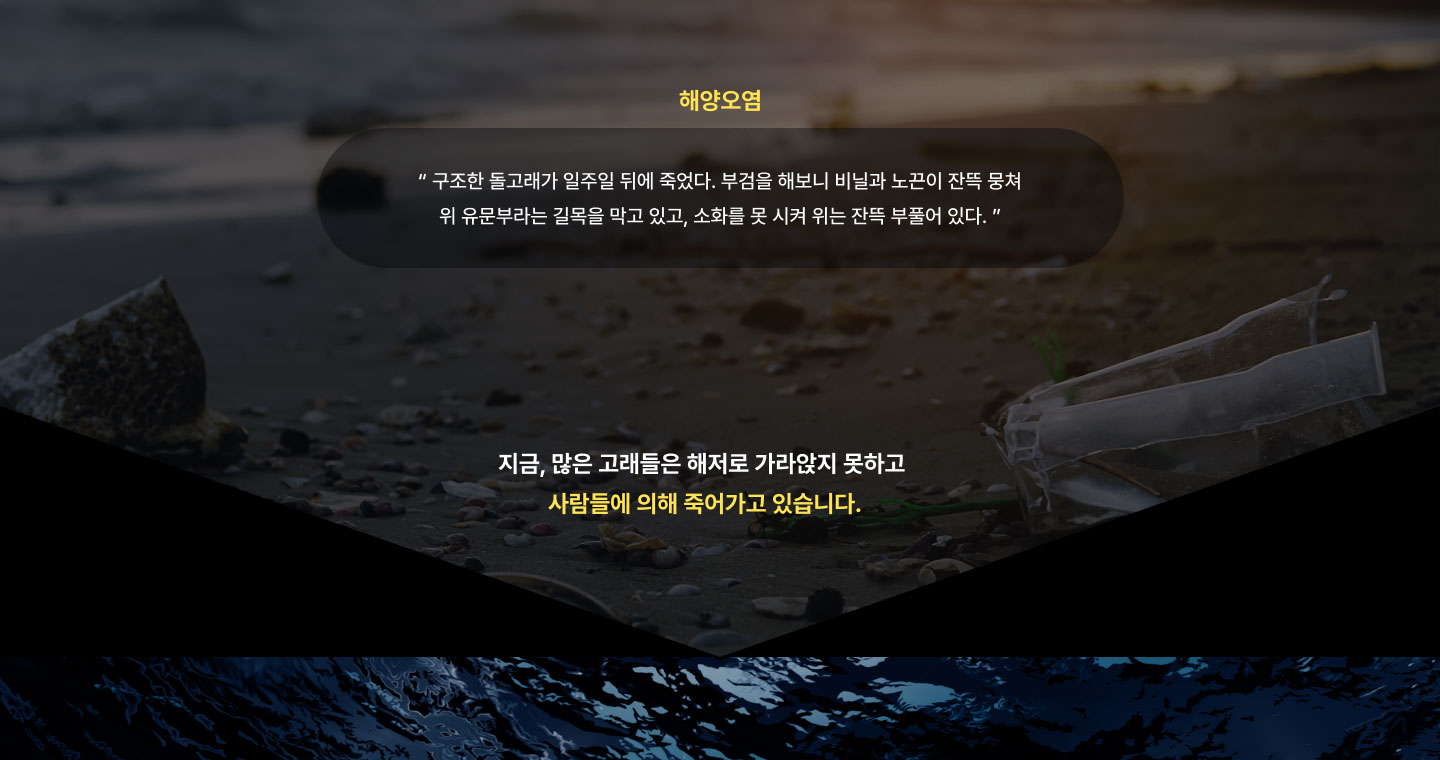 해양오염
“ 구조한 돌고래가 일주일 뒤에 죽었다. 부검을 해보니 비닐과 노끈이 잔뜩 뭉쳐
위 유문부라는 길목을 막고 있고, 소화를 못 시켜 위는 잔뜩 부풀어 있다. ”
지금, 많은 고래들은 해저로 가라앉지 못하고
사람들에 의해 죽어가고 있습니다.